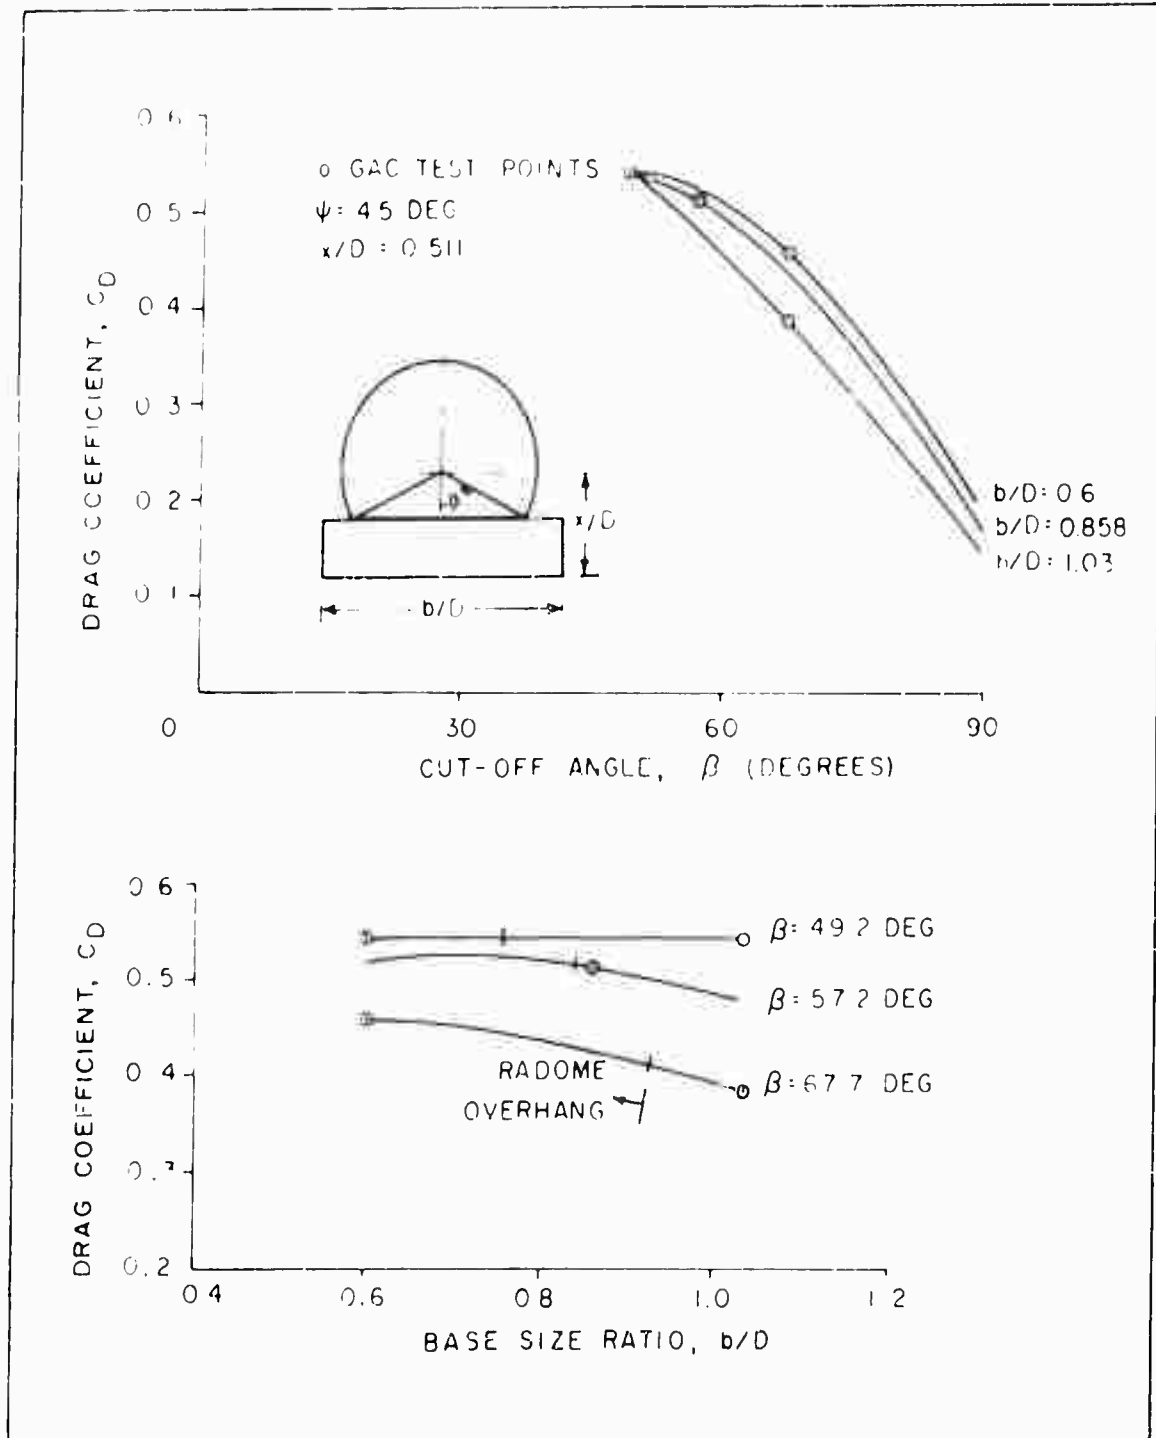 0 6
o GAC TEST POINTS
ψ = 45 DEG
x/D = 0 511
0 5
0 4
0 3
0 2
0 1
DRAG COEFFICIENT, C_D
β
x/D
b/D
b/D = 0 6
b/D = 0.858
b/D = 1.03
0 30 60 90
CUT-OFF ANGLE, β (DEGREES)
0 6
0.5
0 4
0.3
0.2
DRAG COEFFICIENT, C_D
β = 49 2 DEG
β = 57 2 DEG
β = 67 7 DEG
RADOME
OVERHANG
0 4 0.6 0 8 1.0 1 2
BASE SIZE RATIO, b/D